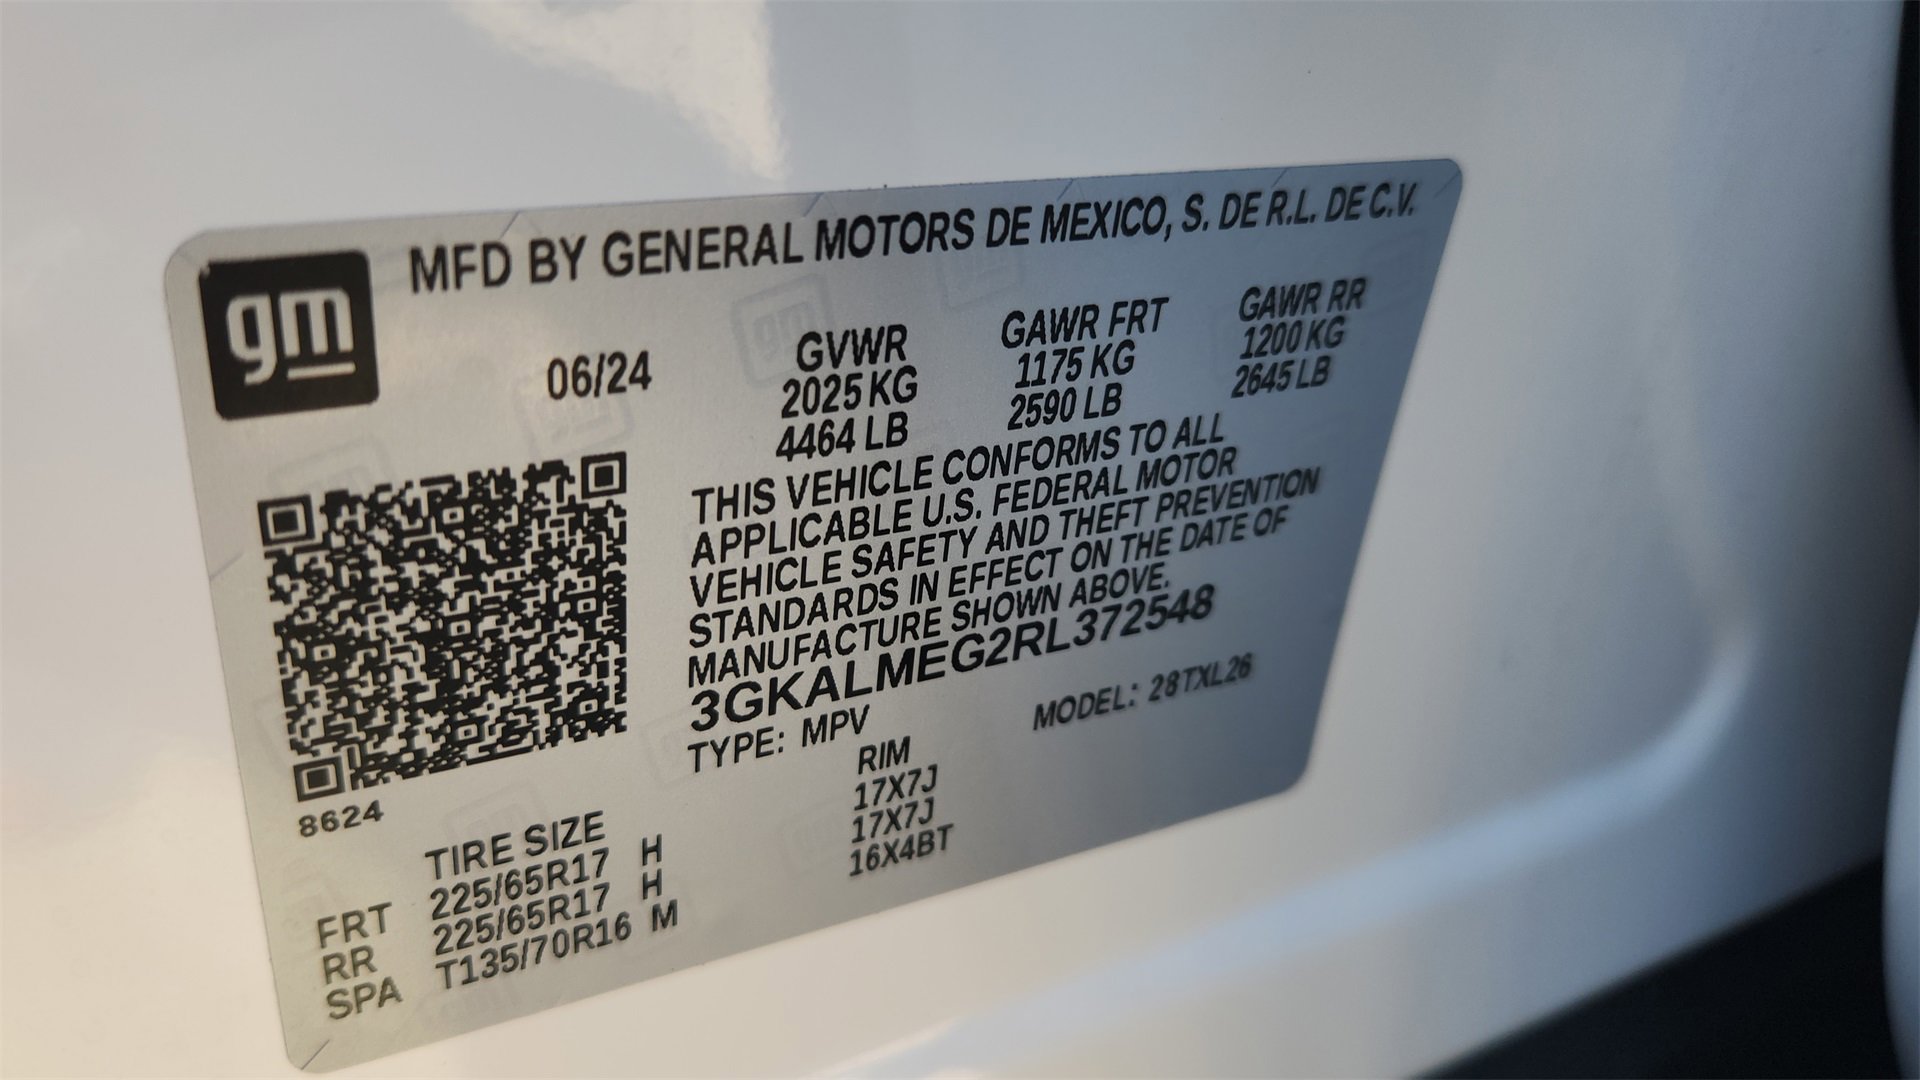 gm
MFD BY GENERAL MOTORS DE MEXICO, S. DE R.L. DE C.V.
06/24
GVWR GAWR FRT GAWR RR
2025 KG 1175 KG 1200 KG
4464 LB 2590 LB 2645 LB
THIS VEHICLE CONFORMS TO ALL
APPLICABLE U.S. FEDERAL MOTOR
VEHICLE SAFETY AND THEFT PREVENTION
STANDARDS IN EFFECT ON THE DATE OF
MANUFACTURE SHOWN ABOVE.
3GKALMEG2RL372548
TYPE: MPV MODEL: 28TXL26
8624
TIRE SIZE RIM
FRT 225/65R17 H 17X7J
RR 225/65R17 H 17X7J
SPA T135/70R16 M 16X4BT